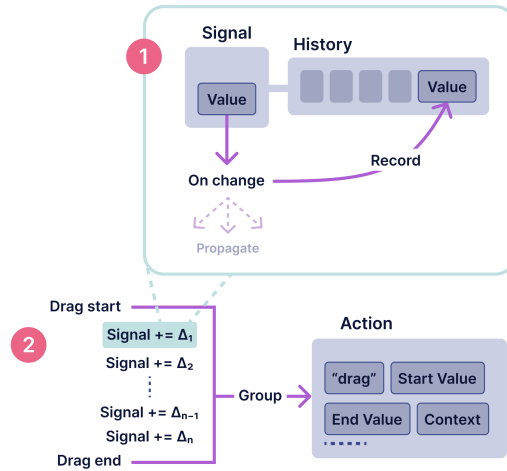 1
Signal
History
Value
Value
On change
Record
Propagate
Drag start
2
Signal += Δ₁
Signal += Δ₂
Signal += Δₙ₋₁
Signal += Δₙ
Drag end
Group
Action
“drag”
Start Value
End Value
Context